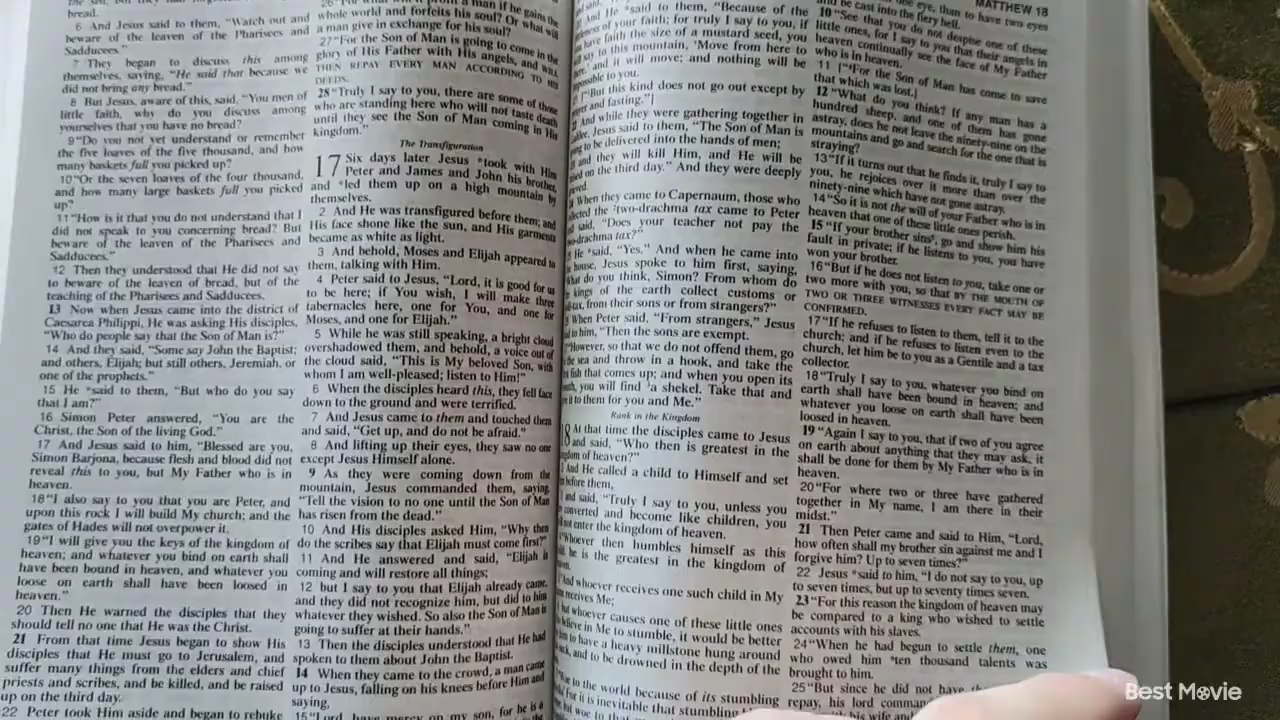 bread.
6 And Jesus said to them, “Watch out and
beware of the leaven of the Pharisees and
Sadducees.”
7 They began to discuss this among
themselves, saying, “He said that because we
did not bring any bread.”
8 But Jesus, aware of this, said, “You men of
little faith, why do you discuss among
yourselves that you have no bread?
9 “Do you not yet understand or remember
the five loaves of the five thousand, and how
many baskets full you picked up?
10 “Or the seven loaves of the four thousand,
and how many large baskets full you picked
up?
11 “How is it that you do not understand that I
did not speak to you concerning bread? But
beware of the leaven of the Pharisees and
Sadducees.”
12 Then they understood that He did not say
to beware of the leaven of bread, but of the
teaching of the Pharisees and Sadducees.
13 Now when Jesus came into the district of
Caesarea Philippi, He was asking His disciples,
“Who do people say that the Son of Man is?”
14 And they said, “Some say John the Baptist;
and others, Elijah; but still others, Jeremiah, or
one of the prophets.”
15 He *said to them, “But who do you say
that I am?”
16 Simon Peter answered, “You are the
Christ, the Son of the living God.”
17 And Jesus said to him, “Blessed are you,
Simon Barjona, because flesh and blood did not
reveal this to you, but My Father who is in
heaven.
18 “I also say to you that you are Peter, and
upon this rock I will build My church; and the
gates of Hades will not overpower it.
19 “I will give you the keys of the kingdom of
heaven; and whatever you bind on earth shall
have been bound in heaven, and whatever you
loose on earth shall have been loosed in
heaven.”
20 Then He warned the disciples that they
should tell no one that He was the Christ.
21 From that time Jesus began to show His
disciples that He must go to Jerusalem, and
suffer many things from the elders and chief
priests and scribes, and be killed, and be raised
up on the third day.
22 Peter took Him aside and began to rebuke
a man if he gains the
whole world and forfeits his soul? Or what will
a man give in exchange for his soul?
27 “For the Son of Man is going to come in the
glory of His Father with His angels, and WILL
THEN REPAY EVERY MAN ACCORDING TO HIS
DEEDS.
28 “Truly I say to you, there are some of those
who are standing here who will not taste death
until they see the Son of Man coming in His
kingdom.”
The Transfiguration
17 Six days later Jesus *took with Him
Peter and James and John his brother,
and *led them up on a high mountain by
themselves.
2 And He was transfigured before them; and
His face shone like the sun, and His garments
became as white as light.
3 And behold, Moses and Elijah appeared to
them, talking with Him.
4 Peter said to Jesus, “Lord, it is good for us
to be here; if You wish, I will make three
tabernacles here, one for You, and one for
Moses, and one for Elijah.”
5 While he was still speaking, a bright cloud
overshadowed them, and behold, a voice out of
the cloud said, “This is My beloved Son, with
whom I am well-pleased; listen to Him!”
6 When the disciples heard this, they fell face
down to the ground and were terrified.
7 And Jesus came to them and touched them
and said, “Get up, and do not be afraid.”
8 And lifting up their eyes, they saw no one
except Jesus Himself alone.
9 As they were coming down from the
mountain, Jesus commanded them, saying,
“Tell the vision to no one until the Son of Man
has risen from the dead.”
10 And His disciples asked Him, “Why then
do the scribes say that Elijah must come first?”
11 And He answered and said, “Elijah is
coming and will restore all things;
12 but I say to you that Elijah already came,
and they did not recognize him, but did to him
whatever they wished. So also the Son of Man is
going to suffer at their hands.”
13 Then the disciples understood that He had
spoken to them about John the Baptist.
14 When they came to the crowd, a man came
up to Jesus, falling on his knees before Him and
saying,
15 “Lord, have mercy on my son, for he is a
And He *said to them, “Because of the
of your faith; for truly I say to you, if
have faith the size of a mustard seed, you
to this mountain, ‘Move from here to
and it will move; and nothing will be
to you.
“But this kind does not go out except by
and fasting.”]
And while they were gathering together in
Jesus said to them, “The Son of Man is
to be delivered into the hands of men;
and they will kill Him, and He will be
on the third day.” And they were deeply
When they came to Capernaum, those who
the two-drachma tax came to Peter
said, “Does your teacher not pay the
tax?”
He *said, “Yes.” And when he came into
house, Jesus spoke to him first, saying,
do you think, Simon? From whom do
kings of the earth collect customs or
from their sons or from strangers?”
When Peter said, “From strangers,” Jesus
to him, “Then the sons are exempt.
“However, so that we do not offend them, go
the sea and throw in a hook, and take the
fish that comes up; and when you open its
you will find a shekel. Take that and
it to them for you and Me.”
Rank in the Kingdom
18 At that time the disciples came to Jesus
and said, “Who then is greatest in the
of heaven?”
And He called a child to Himself and set
before them,
and said, “Truly I say to you, unless you
converted and become like children, you
not enter the kingdom of heaven.
“Whoever then humbles himself as this
he is the greatest in the kingdom of
“And whoever receives one such child in My
receives Me;
but whoever causes one of these little ones
believe in Me to stumble, it would be better
to have a heavy millstone hung around
and to be drowned in the depth of the
to the world because of its stumbling
For it is inevitable that stumbling
but woe to that
MATTHEW 18
one eye, than to have two eyes
and be cast into the fiery hell.
10 “See that you do not despise one of these
little ones, for I say to you that their angels in
heaven continually see the face of My Father
who is in heaven.
11 [“For the Son of Man has come to save
that which was lost.]
12 “What do you think? If any man has a
hundred sheep, and one of them has gone
astray, does he not leave the ninety-nine on the
mountains and go and search for the one that is
straying?
13 “If it turns out that he finds it, truly I say to
you, he rejoices over it more than over the
ninety-nine which have not gone astray.
14 “So it is not the will of your Father who is in
heaven that one of these little ones perish.
15 “If your brother sins, go and show him his
fault in private; if he listens to you, you have
won your brother.
16 “But if he does not listen to you, take one or
two more with you, so that BY THE MOUTH OF
TWO OR THREE WITNESSES EVERY FACT MAY BE
CONFIRMED.
17 “If he refuses to listen to them, tell it to the
church; and if he refuses to listen even to the
church, let him be to you as a Gentile and a tax
collector.
18 “Truly I say to you, whatever you bind on
earth shall have been bound in heaven; and
whatever you loose on earth shall have been
loosed in heaven.
19 “Again I say to you, that if two of you agree
on earth about anything that they may ask, it
shall be done for them by My Father who is in
heaven.
20 “For where two or three have gathered
together in My name, I am there in their
midst.”
21 Then Peter came and said to Him, “Lord,
how often shall my brother sin against me and I
forgive him? Up to seven times?”
22 Jesus *said to him, “I do not say to you, up
to seven times, but up to seventy times seven.
23 “For this reason the kingdom of heaven may
be compared to a king who wished to settle
accounts with his slaves.
24 “When he had begun to settle them, one
who owed him ten thousand talents was
brought to him.
25 “But since he did not have
repay, his lord
his wife and
Best Movie